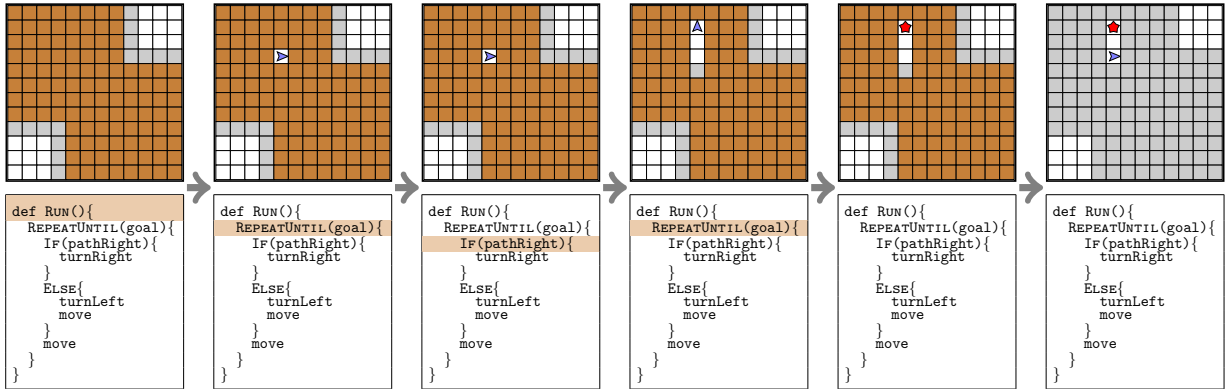 def RUN(){
REPEATUNTIL(goal){
IF(pathRight){
turnRight
}
ELSE{
turnLeft
move
}
move
}
}
def RUN(){
REPEATUNTIL(goal){
IF(pathRight){
turnRight
}
ELSE{
turnLeft
move
}
move
}
}
def RUN(){
REPEATUNTIL(goal){
IF(pathRight){
turnRight
}
ELSE{
turnLeft
move
}
move
}
}
def RUN(){
REPEATUNTIL(goal){
IF(pathRight){
turnRight
}
ELSE{
turnLeft
move
}
move
}
}
def RUN(){
REPEATUNTIL(goal){
IF(pathRight){
turnRight
}
ELSE{
turnLeft
move
}
move
}
}
def RUN(){
REPEATUNTIL(goal){
IF(pathRight){
turnRight
}
ELSE{
turnLeft
move
}
move
}
}